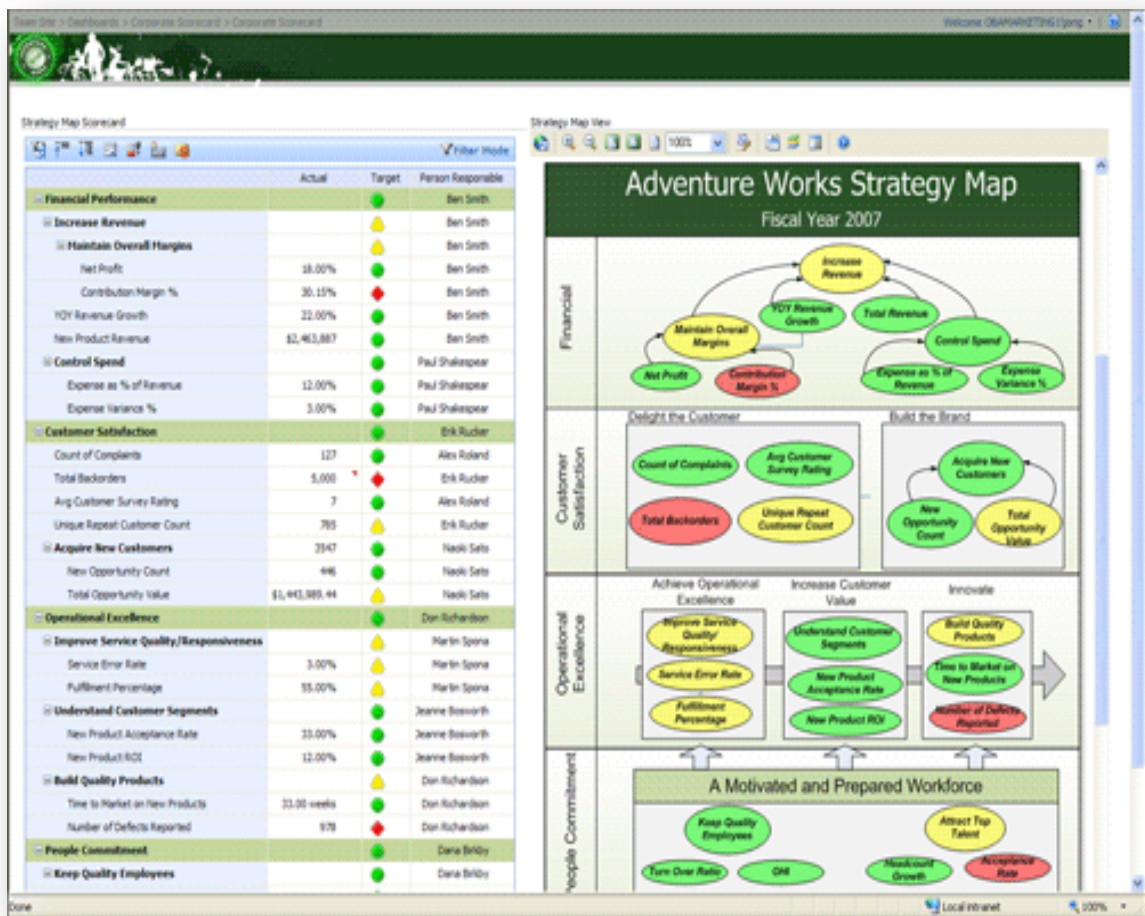 Team Site > Dashboards > Corporate Scorecard > Corporate Scorecard
Welcome OBAMARKETING\
Strategy Map Scorecard
Filter Mode
Actual Target Person Responsible
Financial Performance Ben Smith
Increase Revenue Ben Smith
Maintain Overall Margins Ben Smith
Net Profit 18.00% Ben Smith
Contribution Margin % 30.15% Ben Smith
YOY Revenue Growth 22.00% Ben Smith
New Product Revenue $2,463,887 Ben Smith
Control Spend Paul Shakespear
Expense as % of Revenue 12.00% Paul Shakespear
Expense Variance % 3.00% Paul Shakespear
Customer Satisfaction Erik Rucker
Count of Complaints 127 Alex Roland
Total Backorders 5,000 Erik Rucker
Avg Customer Survey Rating 7 Alex Roland
Unique Repeat Customer Count 785 Erik Rucker
Acquire New Customers 3547 Naoki Sato
New Opportunity Count 446 Naoki Sato
Total Opportunity Value $1,443,989.44 Naoki Sato
Operational Excellence Don Richardson
Improve Service Quality/Responsiveness Martin Spona
Service Error Rate 3.00% Martin Spona
Fulfillment Percentage 55.00% Martin Spona
Understand Customer Segments Jeanne Bosworth
New Product Acceptance Rate 33.00% Jeanne Bosworth
New Product ROI 12.00% Jeanne Bosworth
Build Quality Products Don Richardson
Time to Market on New Products 33.00 weeks Don Richardson
Number of Defects Reported 978 Don Richardson
People Commitment Dana Birkby
Keep Quality Employees Dana Birkby
Strategy Map View
100%
Adventure Works Strategy Map
Fiscal Year 2007
Financial
Increase
Revenue
YOY Revenue
Growth
Total Revenue
Maintain Overall
Margins
Control Spend
Net Profit
Contribution
Margin %
Expense as % of
Revenue
Expense
Variance %
Customer
Satisfaction
Delight the Customer
Count of Complaints
Avg Customer
Survey Rating
Total Backorders
Unique Repeat
Customer Count
Build the Brand
Acquire New
Customers
New
Opportunity
Count
Total
Opportunity
Value
Operational
Excellence
Achieve Operational
Excellence
Improve Service
Quality/
Responsiveness
Service Error Rate
Fulfillment
Percentage
Increase Customer
Value
Understand Customer
Segments
New Product
Acceptance Rate
New Product ROI
Innovate
Build Quality
Products
Time to Market on
New Products
Number of Defects
Reported
People Commitment
A Motivated and Prepared Workforce
Keep Quality
Employees
Attract Top
Talent
Turn Over Ratio
OHI
Headcount
Growth
Acceptance
Rate
Done
Local intranet
100%